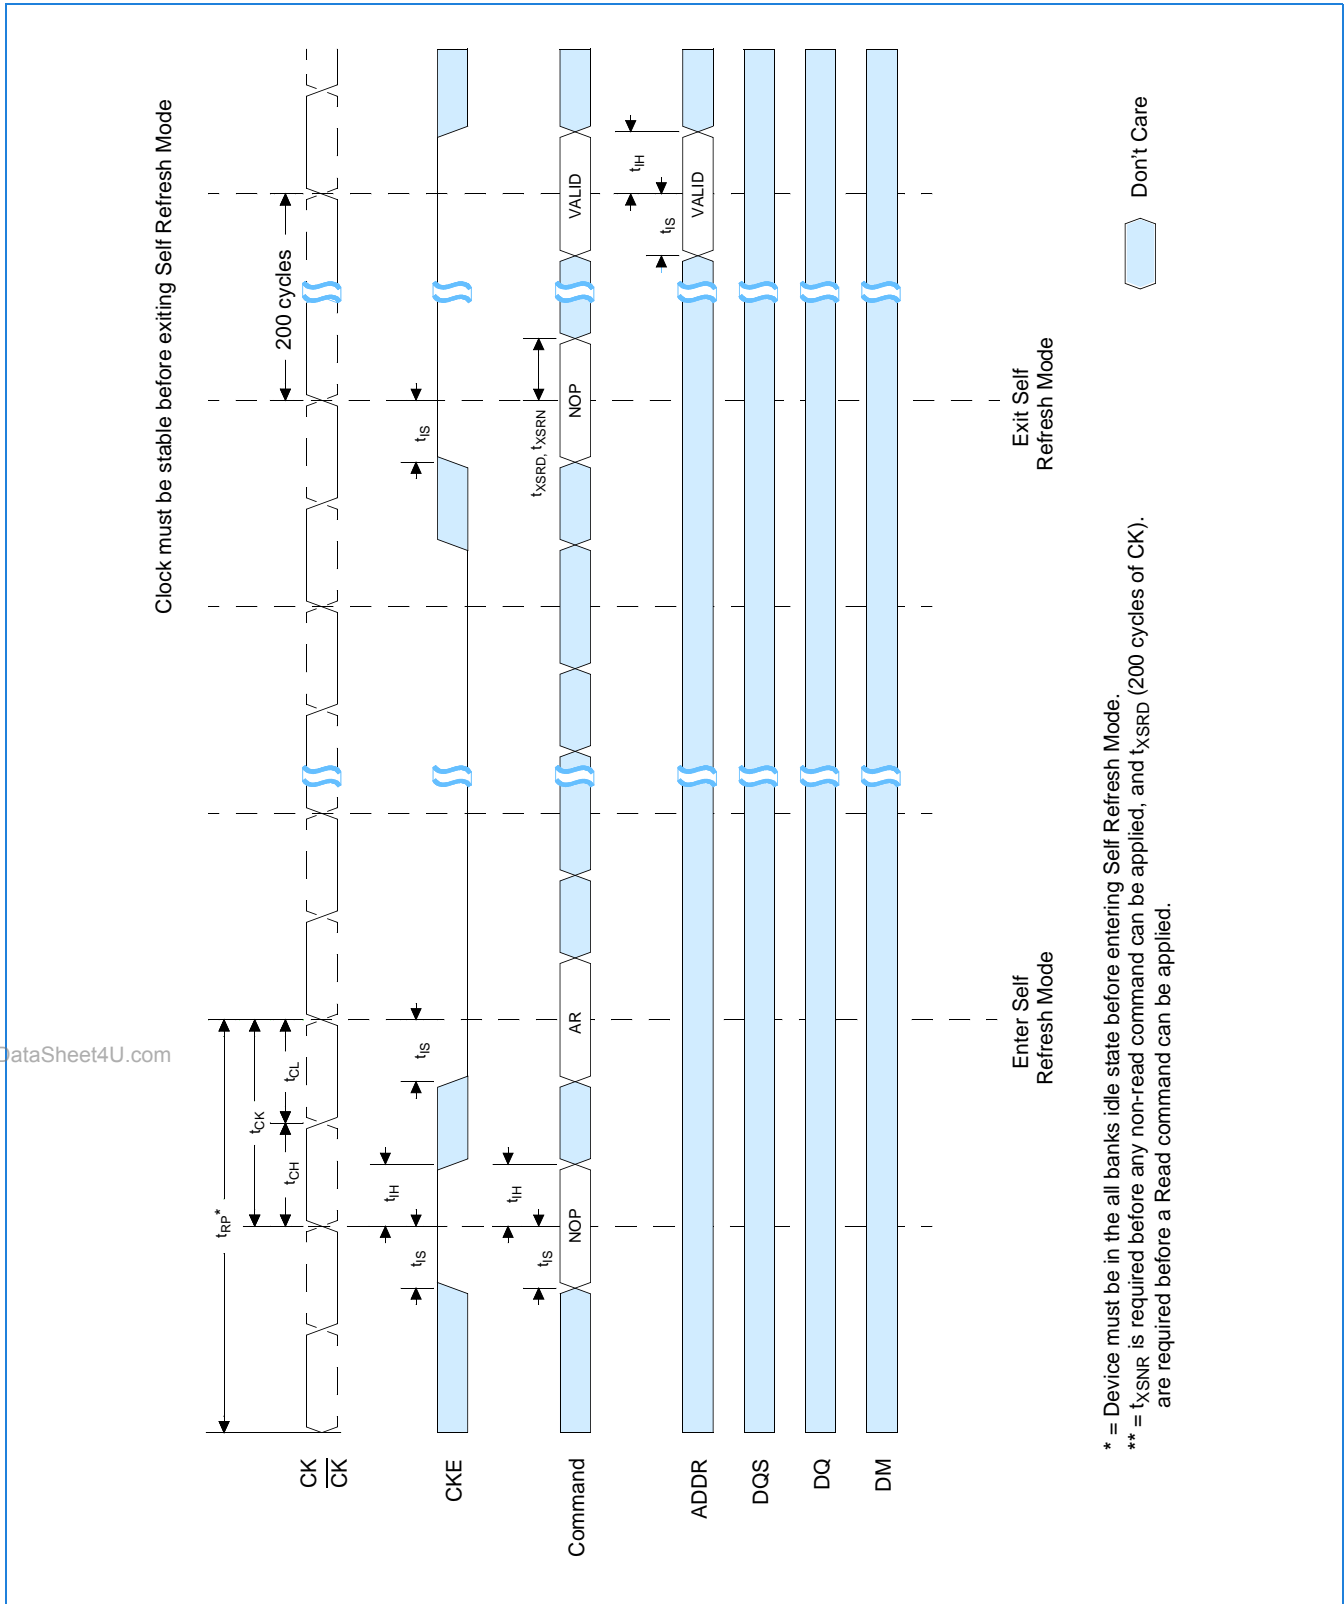 Clock must be stable before exiting Self Refresh Mode
200 cycles
tRP*
tCK
tCH
tCL
CK
CK
tIS
tIH
tIS
tIS
CKE
tIS
tIH
tXSRD, tXSRN
NOP
AR
NOP
VALID
Command
tIS
tIH
VALID
ADDR
DQS
DQ
DM
Enter Self
Refresh Mode
Exit Self
Refresh Mode
Don't Care
* = Device must be in the all banks idle state before entering Self Refresh Mode.
** = tXSNR is required before any non-read command can be applied, and tXSRD (200 cycles of CK).
are required before a Read command can be applied.
DataSheet4U.com